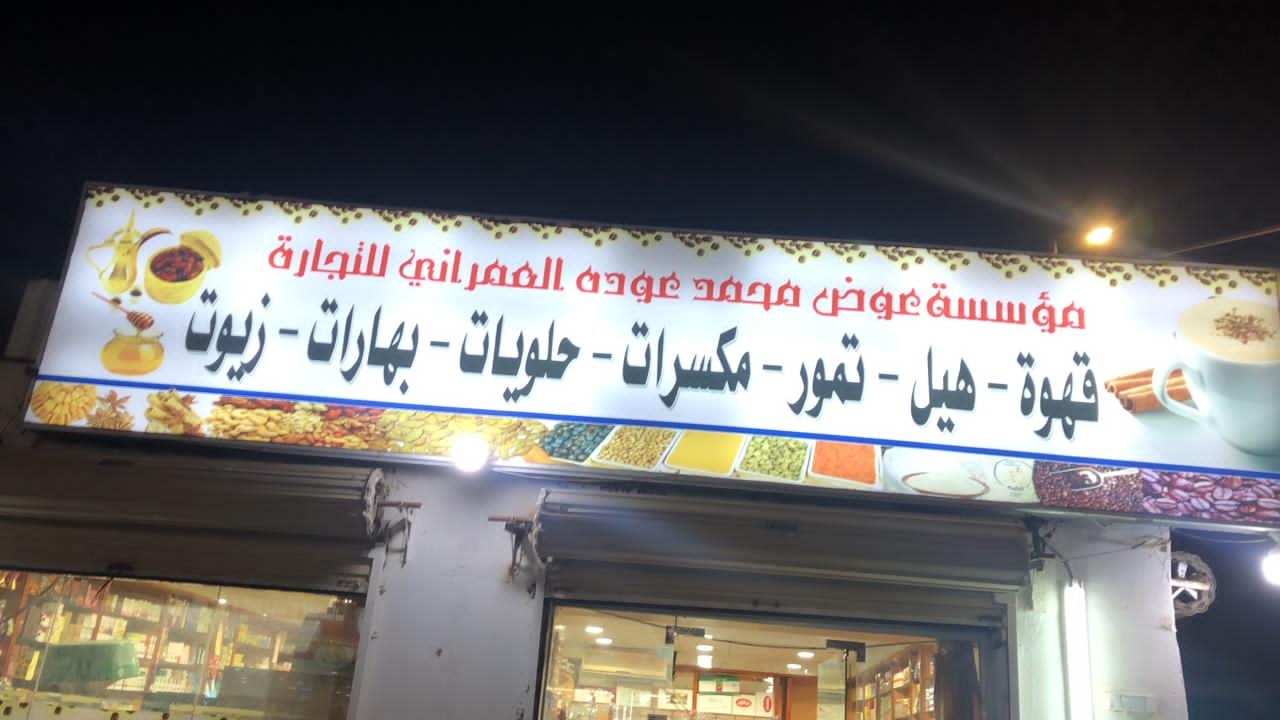 مؤسسة عوض محمد عوده العمراني للتجارة
قهوة - هيل - تمور - مكسرات - حلويات - بهارات - زيوت